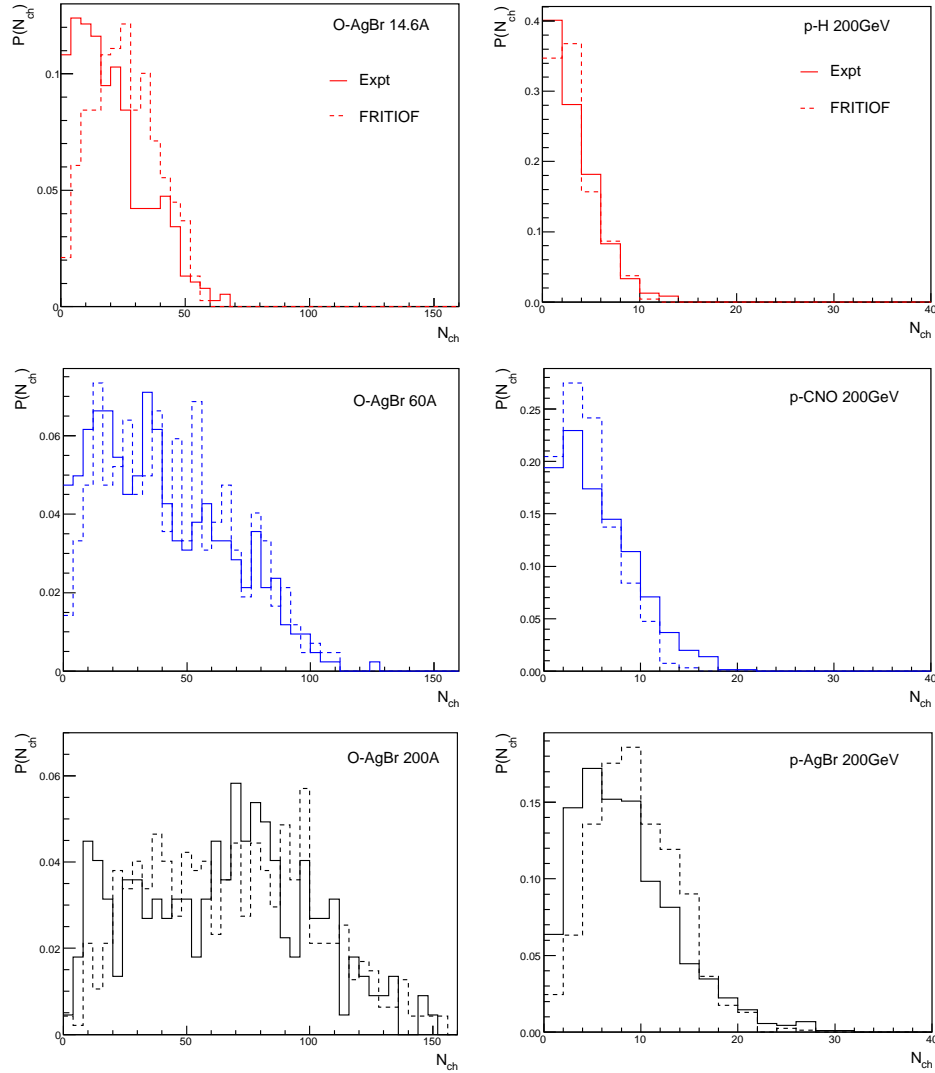 P(N_ch)
O-AgBr 14.6A
Expt
FRITIOF
0.1
0.05
0
0 50 100 150
N_ch
P(N_ch)
p-H 200GeV
Expt
FRITIOF
0.4
0.3
0.2
0.1
0.0
0 10 20 30 40
N_ch
P(N_ch)
O-AgBr 60A
0.06
0.04
0.02
0
0 50 100 150
N_ch
P(N_ch)
p-CNO 200GeV
0.25
0.20
0.15
0.10
0.05
0.00
0 10 20 30 40
N_ch
P(N_ch)
O-AgBr 200A
0.06
0.04
0.02
0
0 50 100 150
N_ch
P(N_ch)
p-AgBr 200GeV
0.15
0.10
0.05
0.00
0 10 20 30 40
N_ch